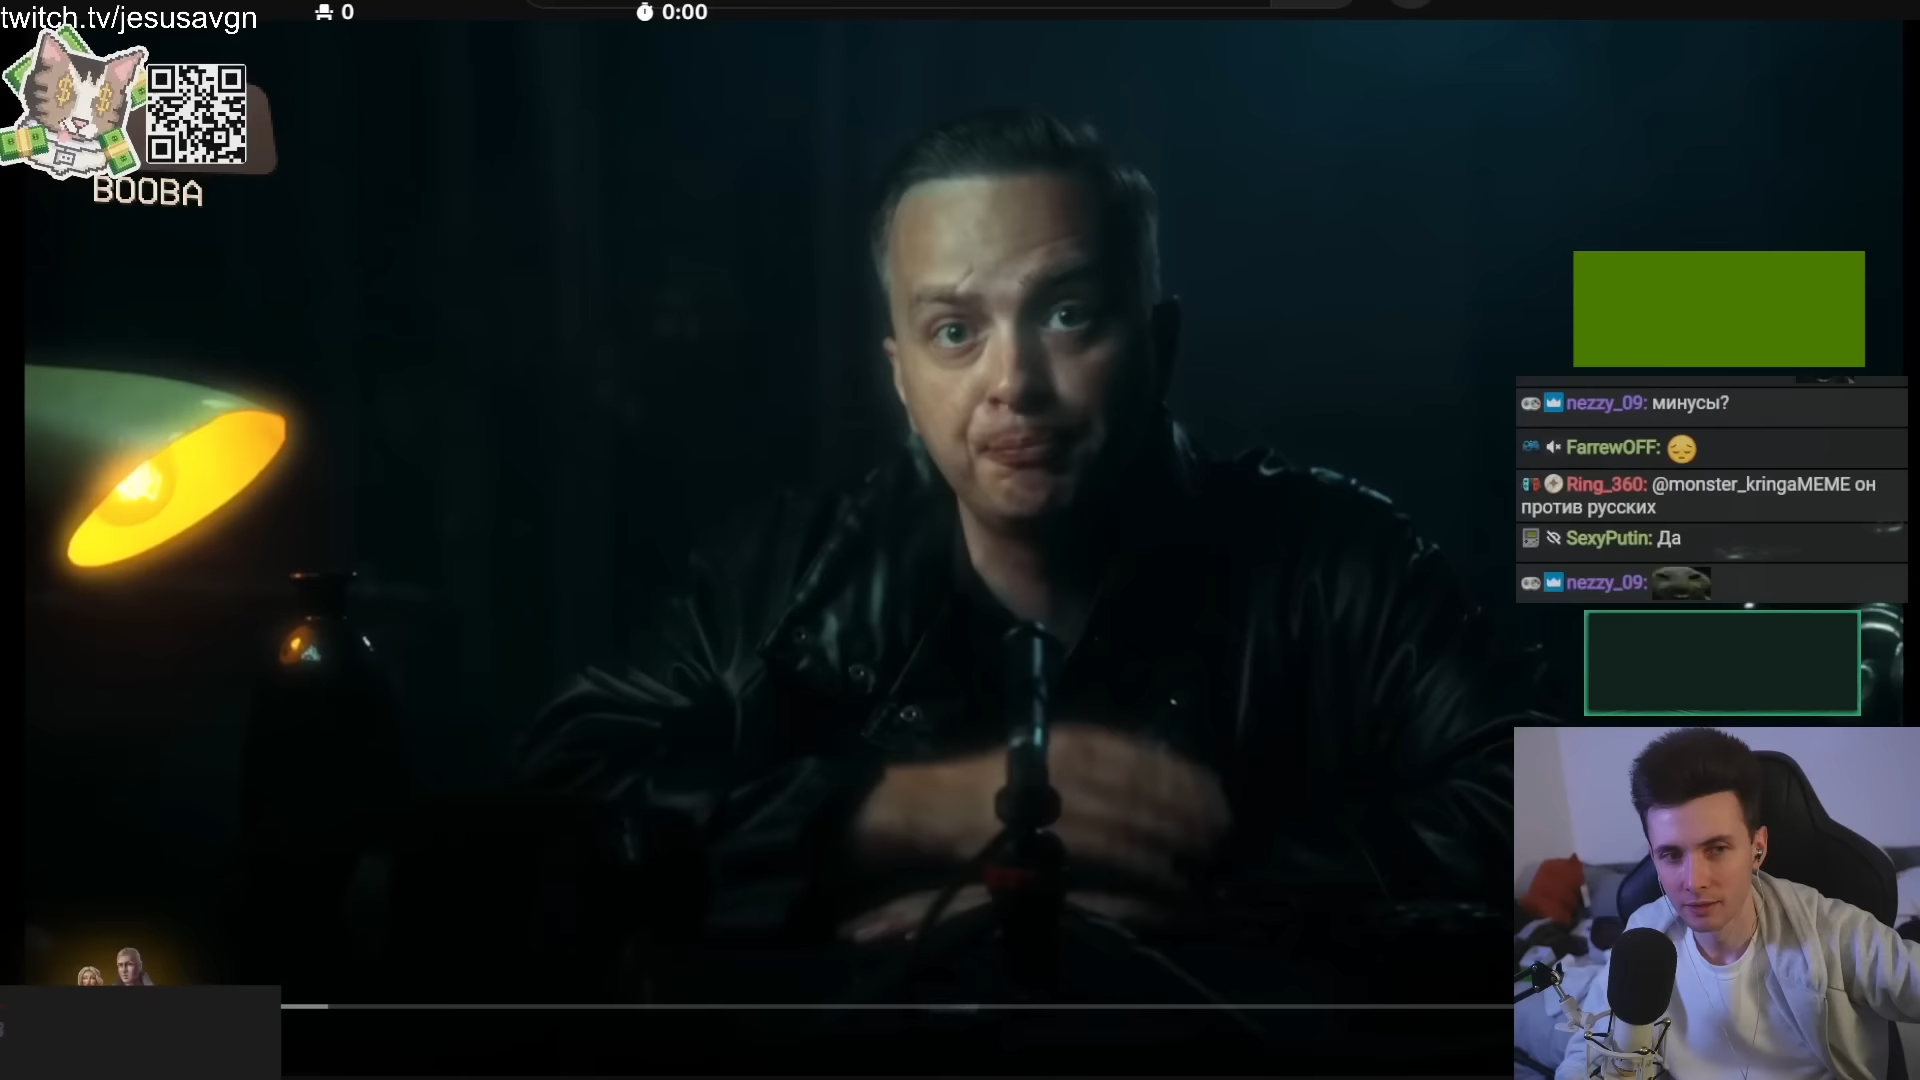 twitch.tv/jesusavgn
0
0:00
BOOBA
nezzy_09: минусы?
FarrewOFF:
Ring_360: @monster_kringaMEME он
против русских
SexyPutin: Да
nezzy_09: